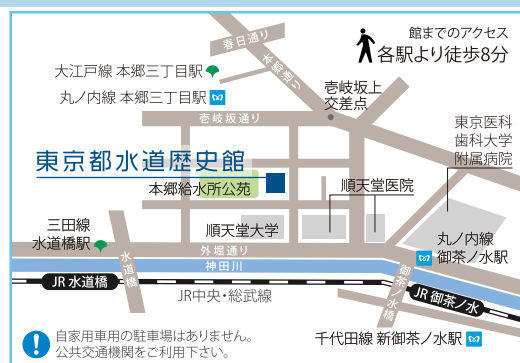 館までのアクセス
各駅より徒歩8分
春日通り
本郷通り
大江戸線 本郷三丁目駅
丸ノ内線 本郷三丁目駅
壱岐坂上
交差点
壱岐坂通り
東京医科
歯科大学
附属病院
東京都水道歴史館
本郷給水所公苑
順天堂医院
三田線
水道橋駅
順天堂大学
外堀通り
神田川
水道橋
丸ノ内線
御茶ノ水駅
御茶ノ水橋
JR 水道橋
JR 御茶ノ水
JR中央・総武線
自家用車用の駐車場はありません。
公共交通機関をご利用下さい。
千代田線 新御茶ノ水駅